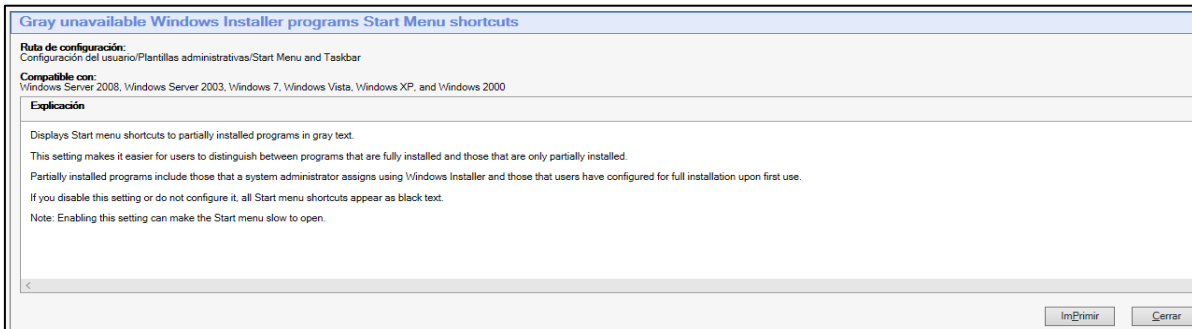 Gray unavailable Windows Installer programs Start Menu shortcuts
Ruta de configuración:
Configuración del usuario/Plantillas administrativas/Start Menu and Taskbar
Compatible con:
Windows Server 2008, Windows Server 2003, Windows 7, Windows Vista, Windows XP, and Windows 2000
Explicación
Displays Start menu shortcuts to partially installed programs in gray text.
This setting makes it easier for users to distinguish between programs that are fully installed and those that are only partially installed.
Partially installed programs include those that a system administrator assigns using Windows Installer and those that users have configured for full installation upon first use.
If you disable this setting or do not configure it, all Start menu shortcuts appear as black text.
Note: Enabling this setting can make the Start menu slow to open.
ImPrimir Cerrar